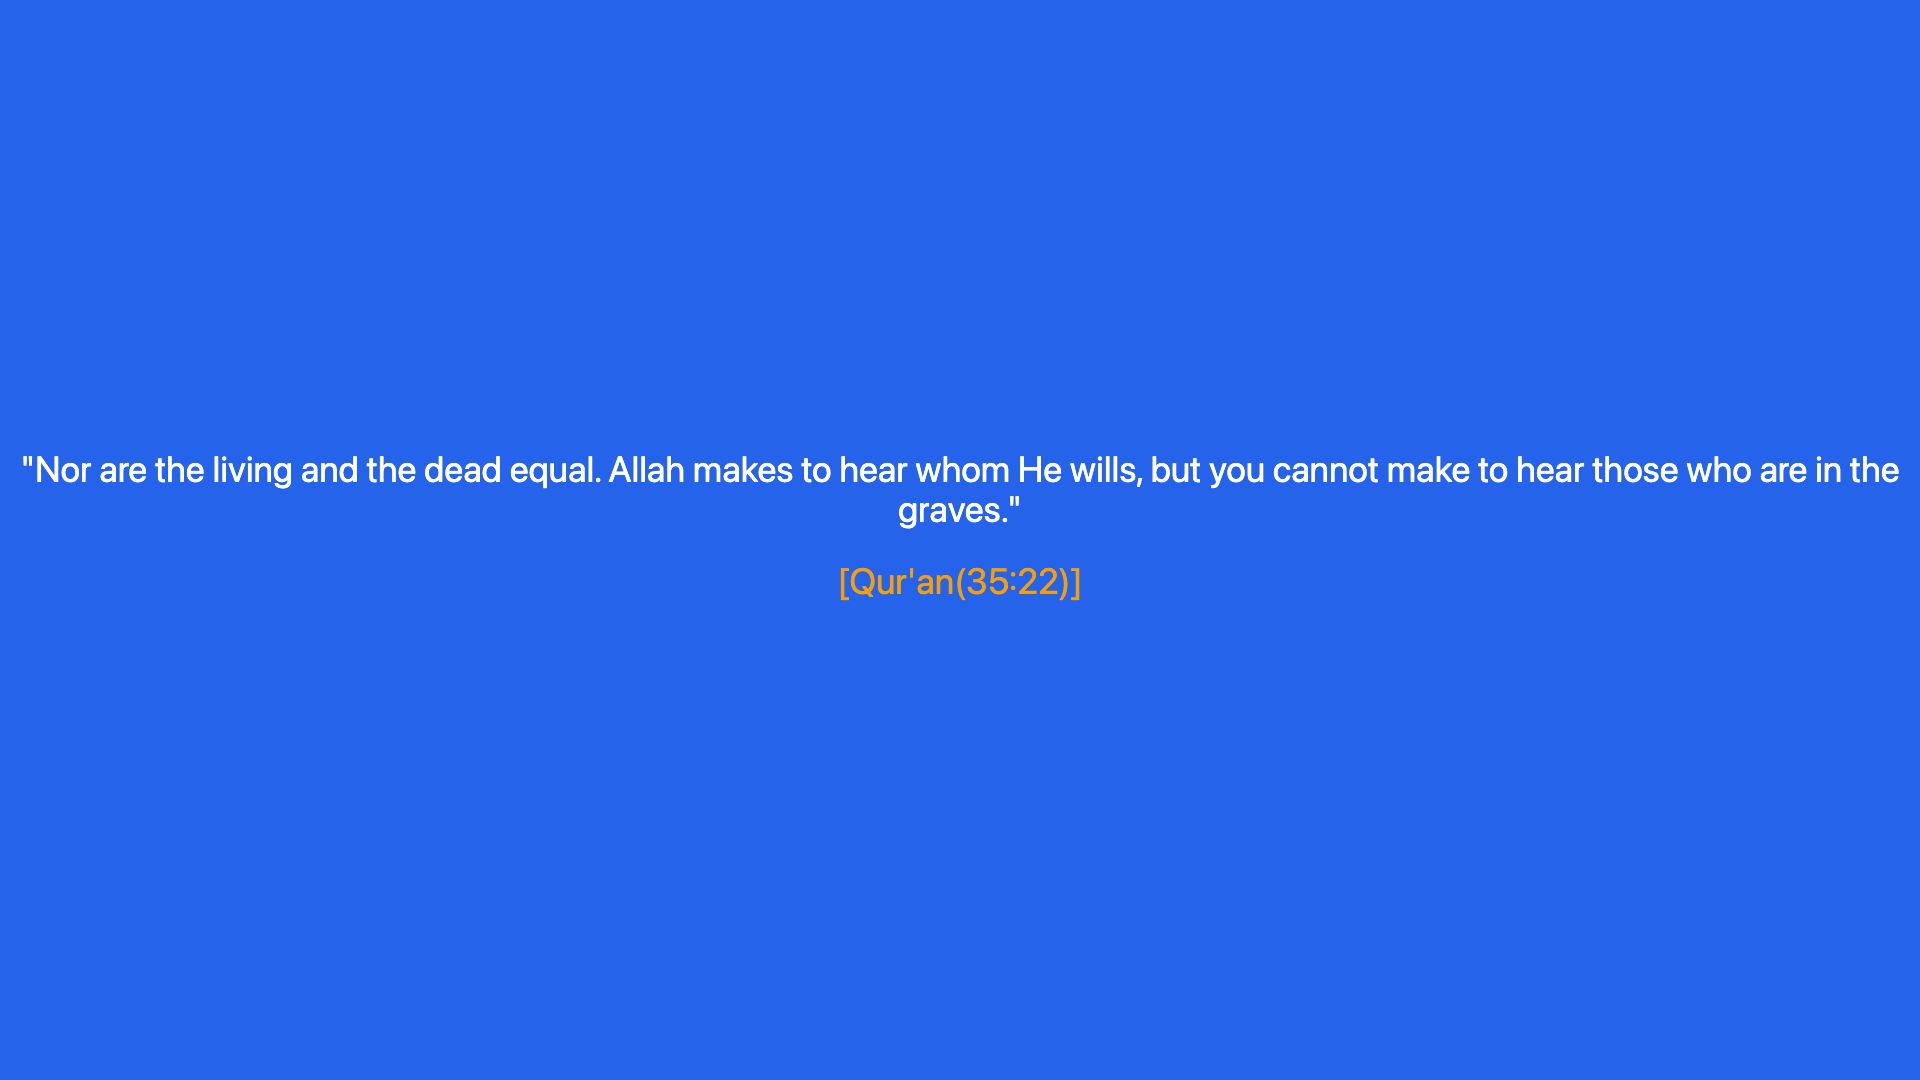 "Nor are the living and the dead equal. Allah makes to hear whom He wills, but you cannot make to hear those who are in the
graves."
[Qur'an(35:22)]